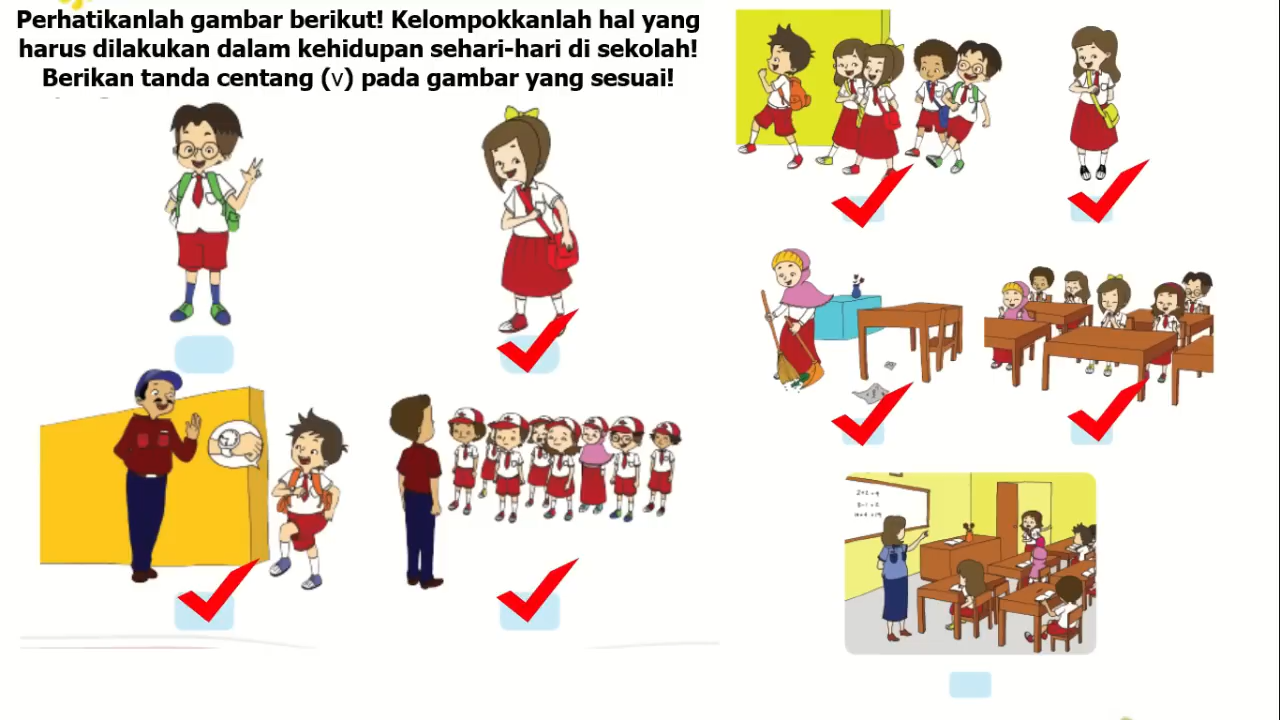 Perhatikanlah gambar berikut! Kelompokkanlah hal yang
harus dilakukan dalam kehidupan sehari-hari di sekolah!
Berikan tanda centang (v) pada gambar yang sesuai!